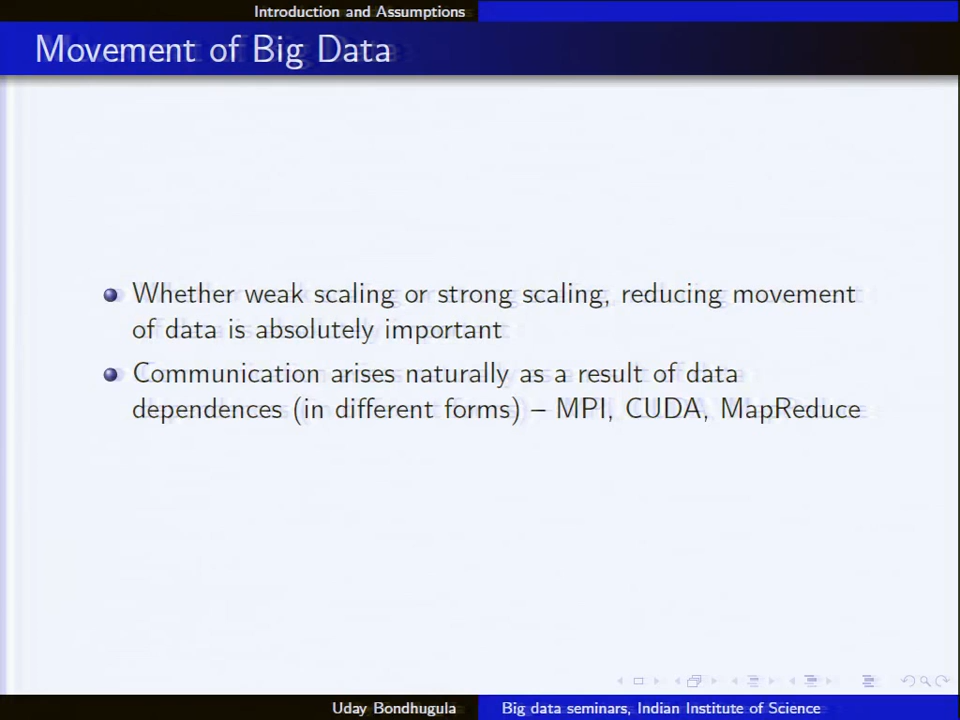 Introduction and Assumptions
Movement of Big Data
Whether weak scaling or strong scaling, reducing movement
of data is absolutely important
Communication arises naturally as a result of data
dependences (in different forms) – MPI, CUDA, MapReduce
Uday Bondhugula
Big data seminars, Indian Institute of Science